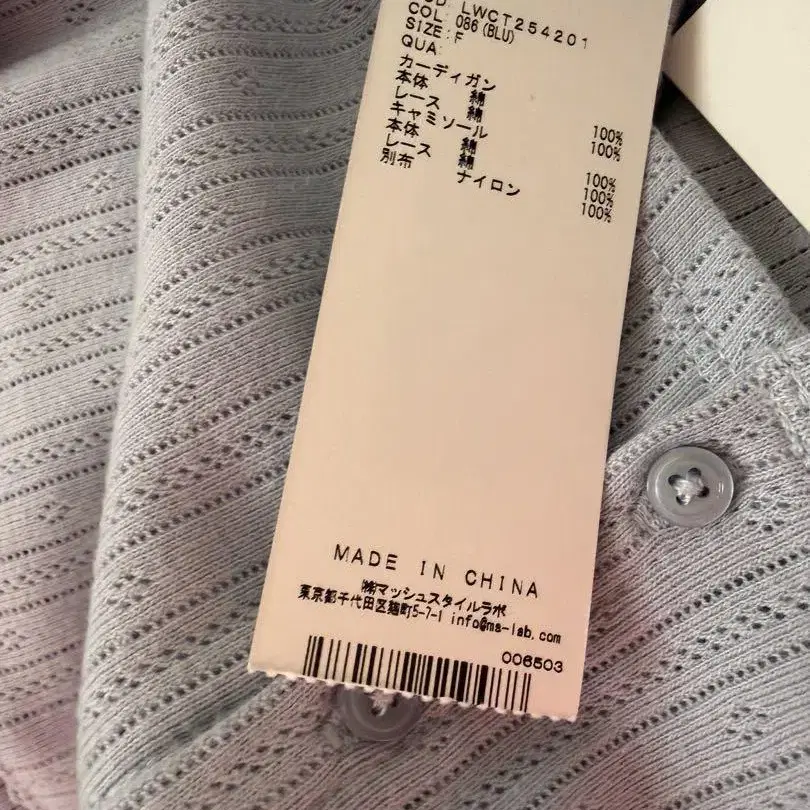 LWCT254201
COL: 086(BLU)
SIZE:F
QUA:
カーディガン
本体 綿 100%
レース 綿 100%
キャミソール
本体 綿 100%
レース 綿 100%
別布 ナイロン 100%
MADE IN CHINA
㈱マッシュスタイルラボ
東京都千代田区麹町5-7-1 info@ms-lab.com
006503